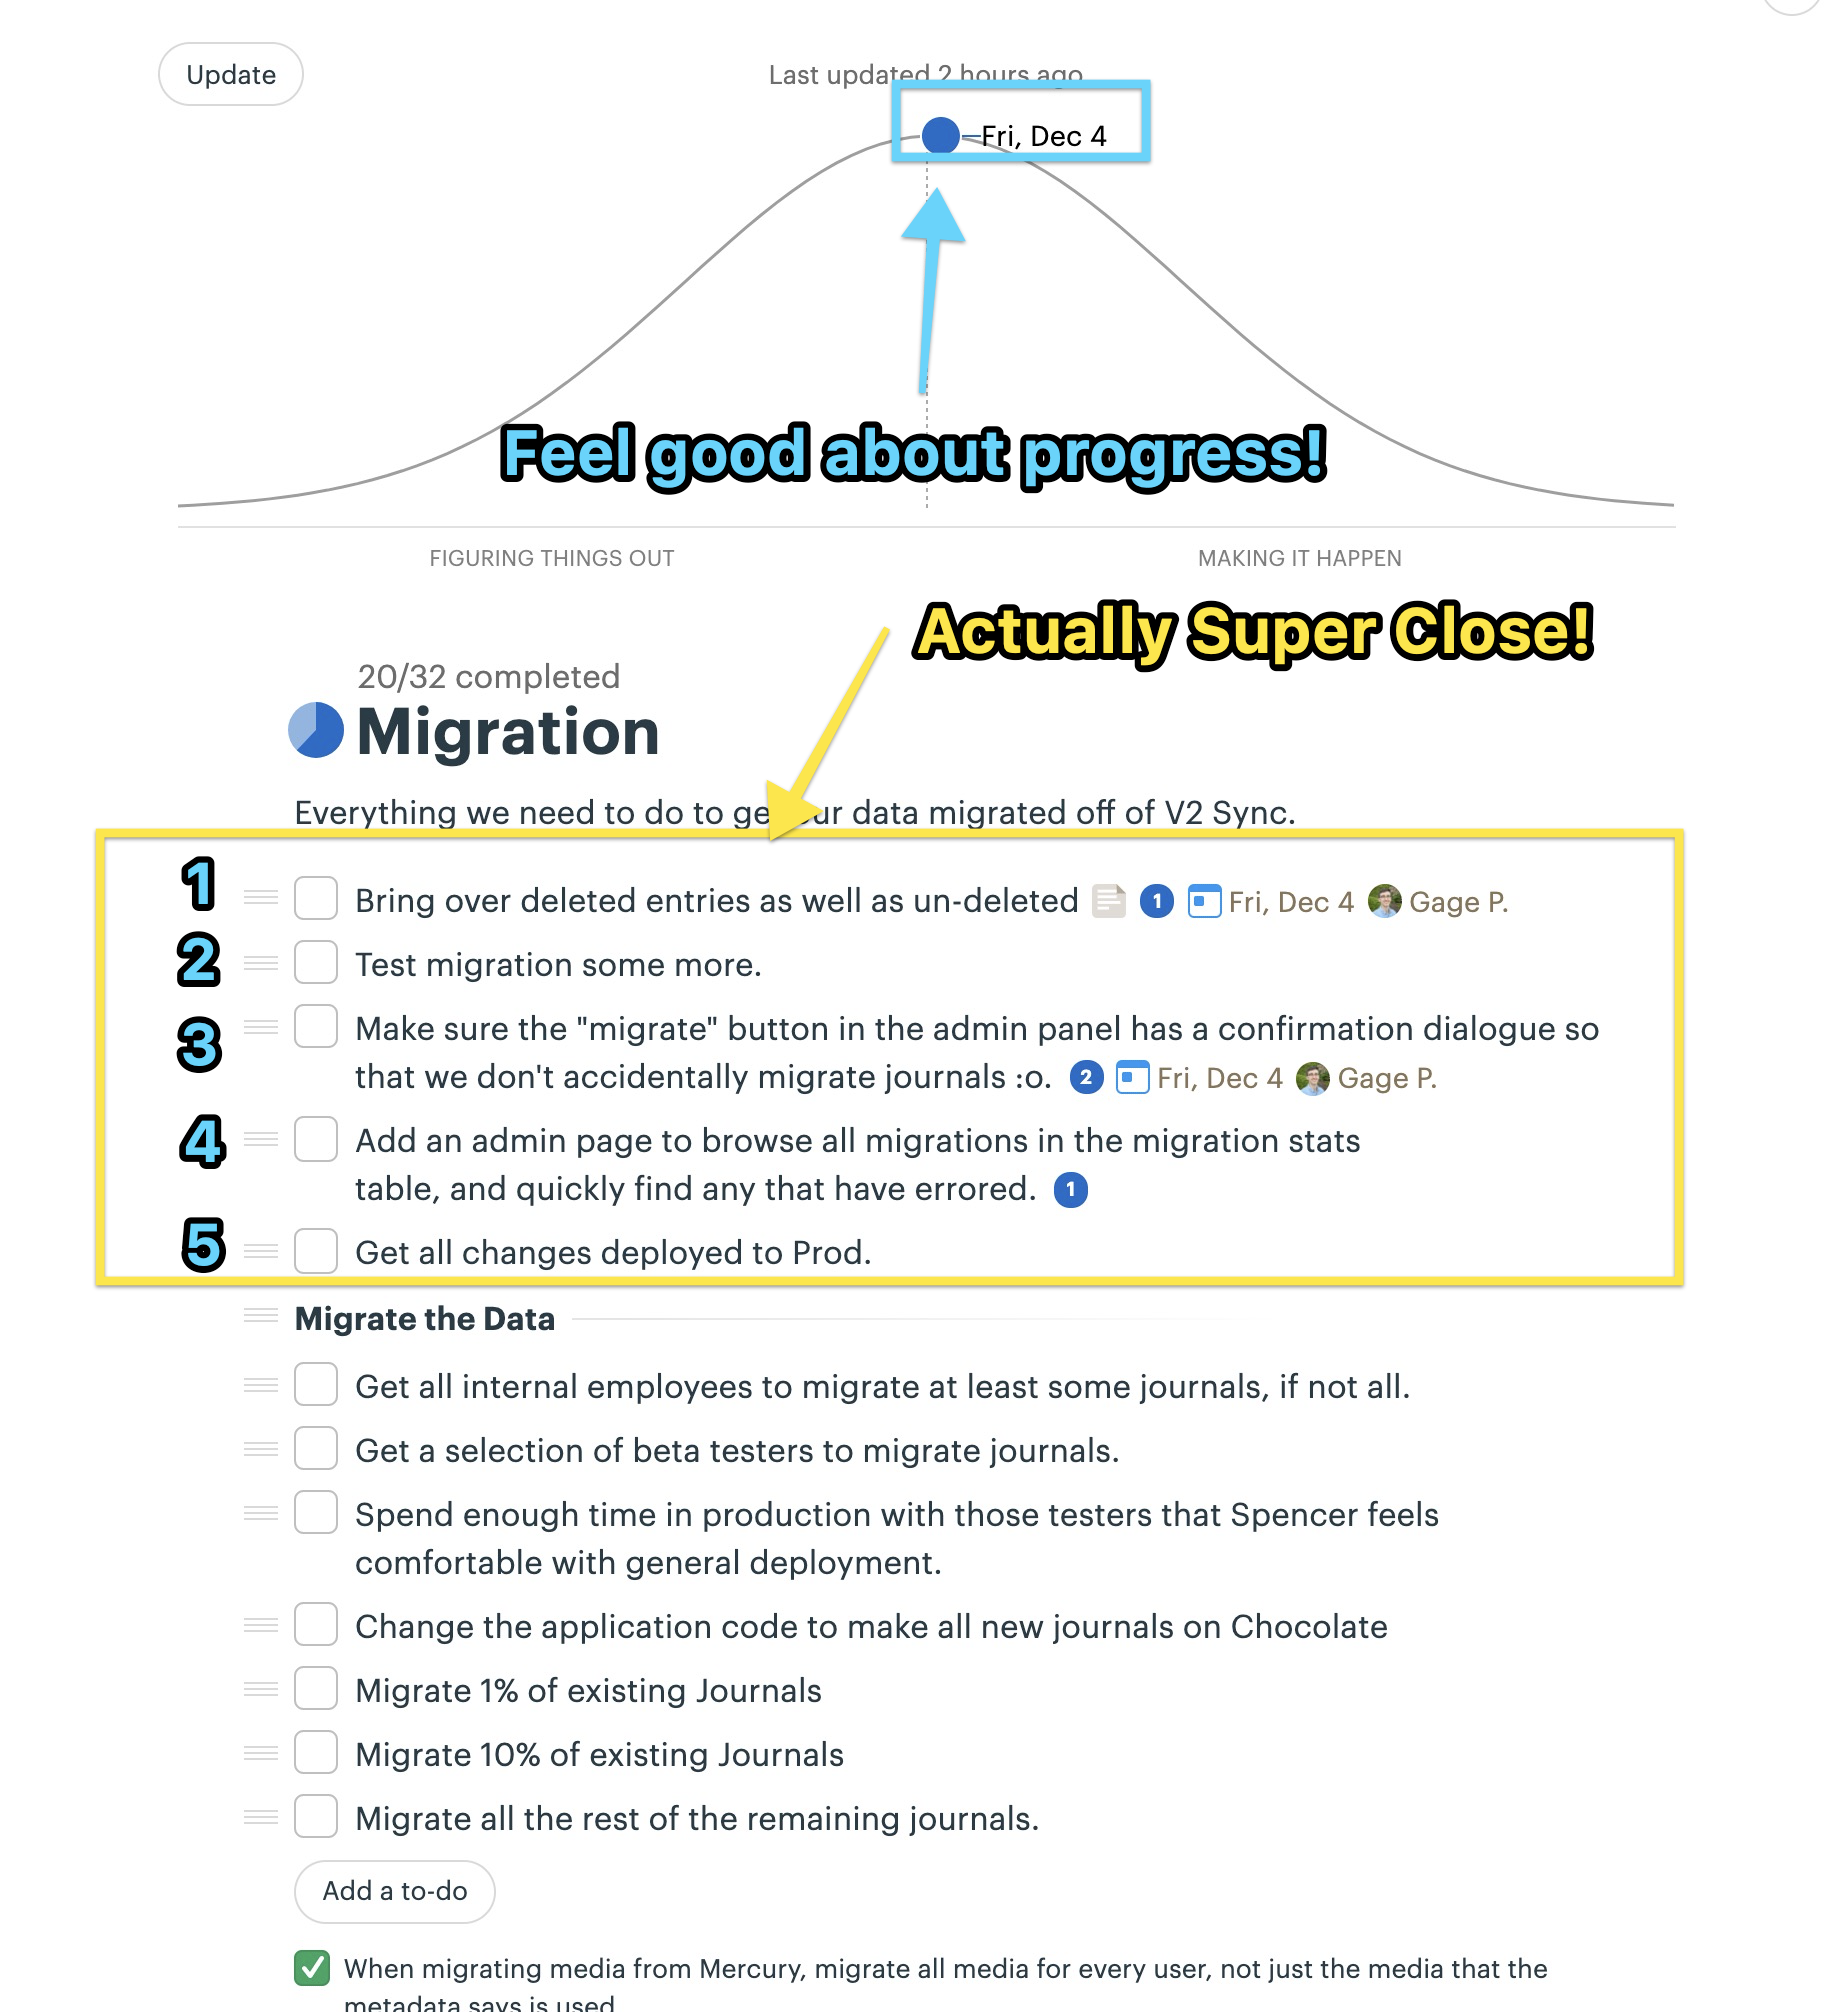 Update
Last updated 2 hours ago
Fri, Dec 4
Feel good about progress!
FIGURING THINGS OUT
MAKING IT HAPPEN
Actually Super Close!
20/32 completed
Migration
Everything we need to do to ge ur data migrated off of V2 Sync.
1
Bring over deleted entries as well as un-deleted 1 Fri, Dec 4 Gage P.
2
Test migration some more.
3
Make sure the "migrate" button in the admin panel has a confirmation dialogue so
that we don't accidentally migrate journals :o. 2 Fri, Dec 4 Gage P.
4
Add an admin page to browse all migrations in the migration stats
table, and quickly find any that have errored. 1
5
Get all changes deployed to Prod.
Migrate the Data
Get all internal employees to migrate at least some journals, if not all.
Get a selection of beta testers to migrate journals.
Spend enough time in production with those testers that Spencer feels
comfortable with general deployment.
Change the application code to make all new journals on Chocolate
Migrate 1% of existing Journals
Migrate 10% of existing Journals
Migrate all the rest of the remaining journals.
Add a to-do
When migrating media from Mercury, migrate all media for every user, not just the media that the
metadata says is used